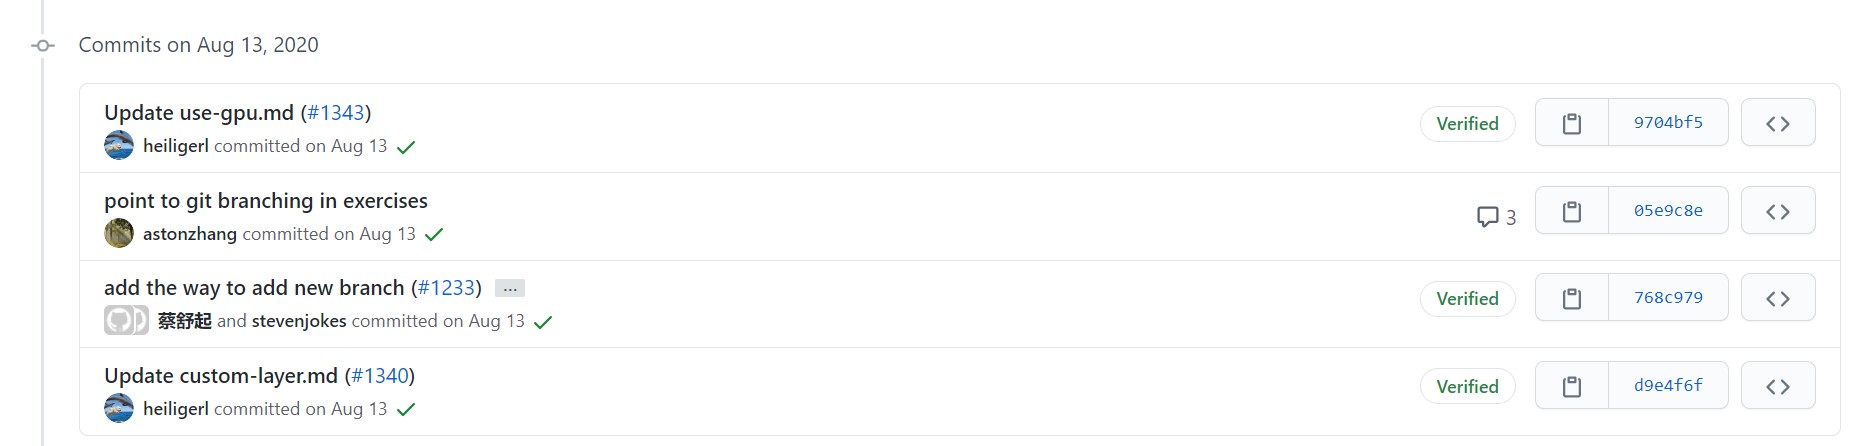 Commits on Aug 13, 2020
Update use-gpu.md (#1343)
heiligerl committed on Aug 13
Verified
9704bf5
point to git branching in exercises
astonzhang committed on Aug 13
3
05e9c8e
add the way to add new branch (#1233) ...
蔡舒起 and stevenjokes committed on Aug 13
Verified
768c979
Update custom-layer.md (#1340)
heiligerl committed on Aug 13
Verified
d9e4f6f